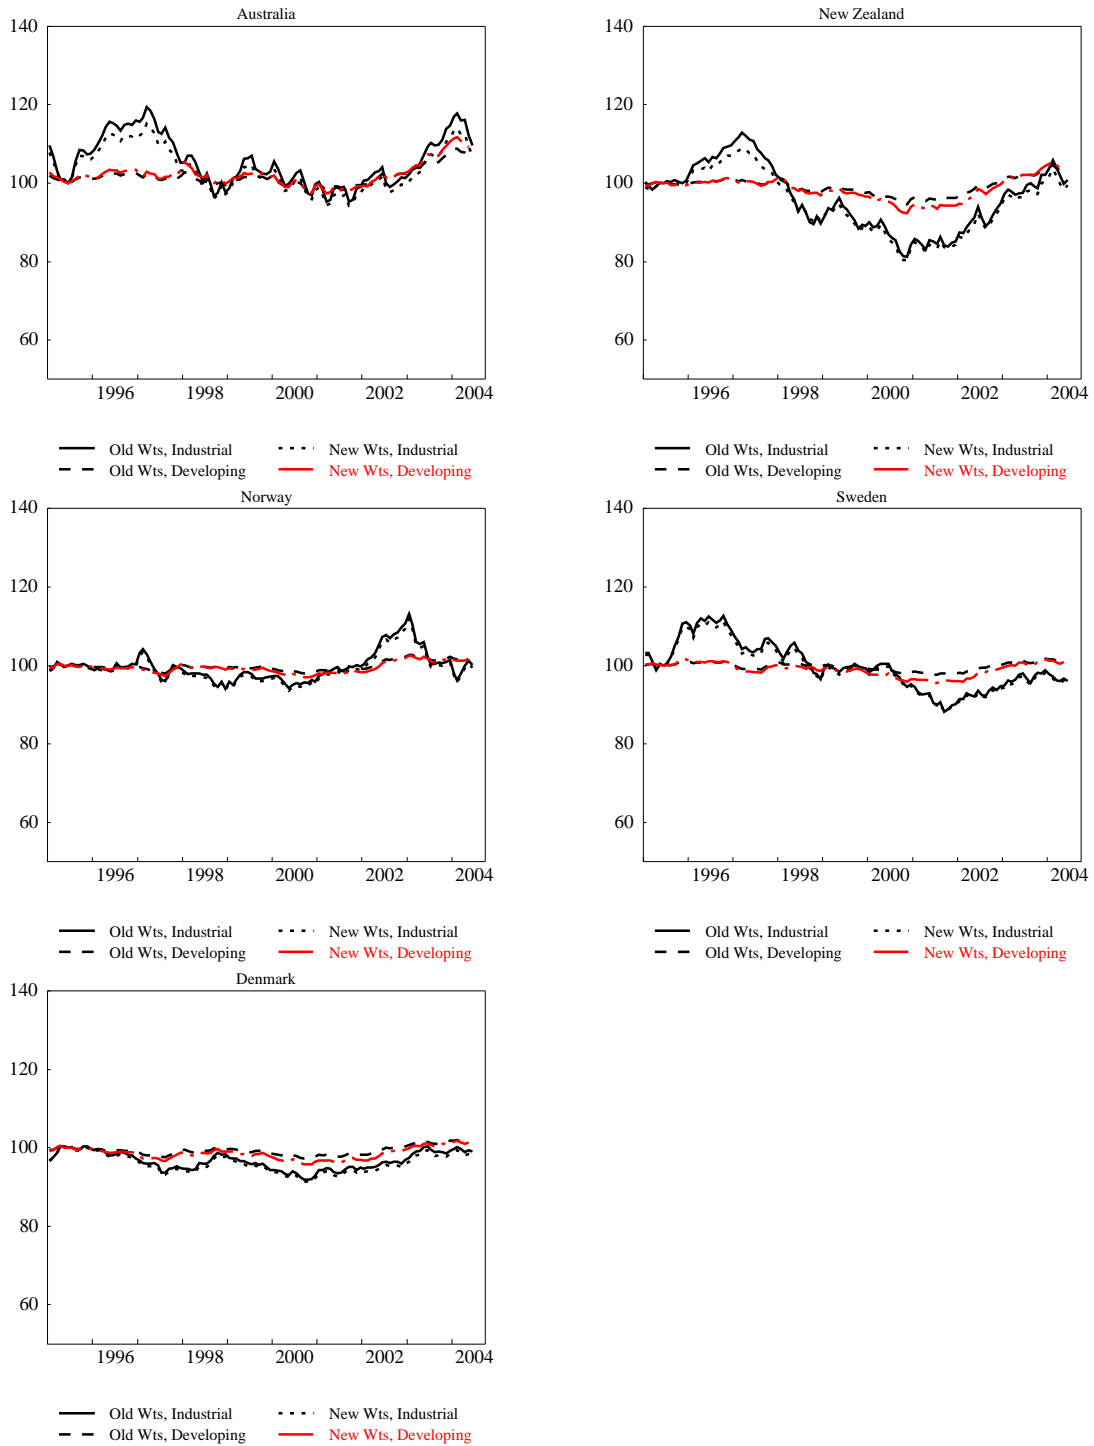 Australia
140
120
100
80
60
1996 1998 2000 2002 2004
Old Wts, Industrial New Wts, Industrial
Old Wts, Developing New Wts, Developing
New Zealand
140
120
100
80
60
1996 1998 2000 2002 2004
Old Wts, Industrial New Wts, Industrial
Old Wts, Developing New Wts, Developing
Norway
140
120
100
80
60
1996 1998 2000 2002 2004
Old Wts, Industrial New Wts, Industrial
Old Wts, Developing New Wts, Developing
Sweden
140
120
100
80
60
1996 1998 2000 2002 2004
Old Wts, Industrial New Wts, Industrial
Old Wts, Developing New Wts, Developing
Denmark
140
120
100
80
60
1996 1998 2000 2002 2004
Old Wts, Industrial New Wts, Industrial
Old Wts, Developing New Wts, Developing